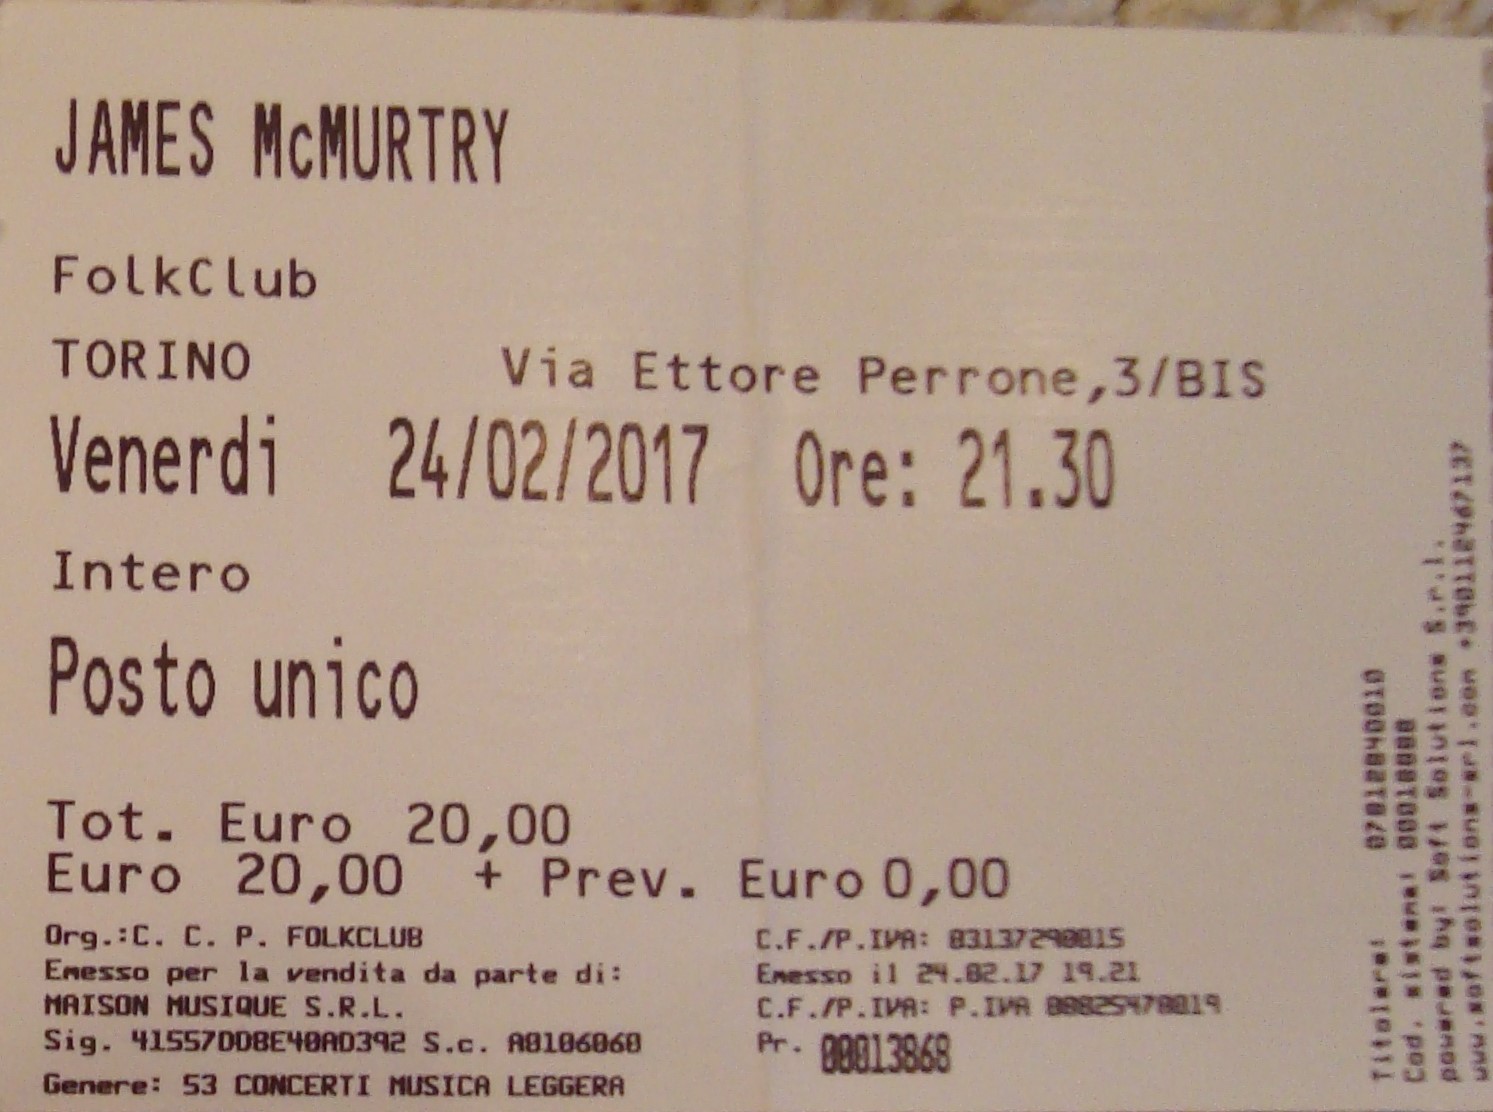 JAMES McMURTRY
FolkClub
TORINO Via Ettore Perrone,3/BIS
Venerdi 24/02/2017 Ore: 21.30
Intero
Posto unico
Tot. Euro 20,00
Euro 20,00 + Prev. Euro 0,00
Org.:C. C. P. FOLKCLUB C.F./P.IVA: 03137290015
Emesso per la vendita da parte di: Emesso il 24.02.17 19.21
MAISON MUSIQUE S.R.L. C.F./P.IVA: P.IVA 08825470019
Sig. 41557DD8E40AD392 S.c. A0106060 Pr. 00013868
Genere: 53 CONCERTI MUSICA LEGGERA
Titolare:
Cod. sistema:
powered by: Soft Solutions S.r.l.
www.softsolutions-srl.com +390112467137